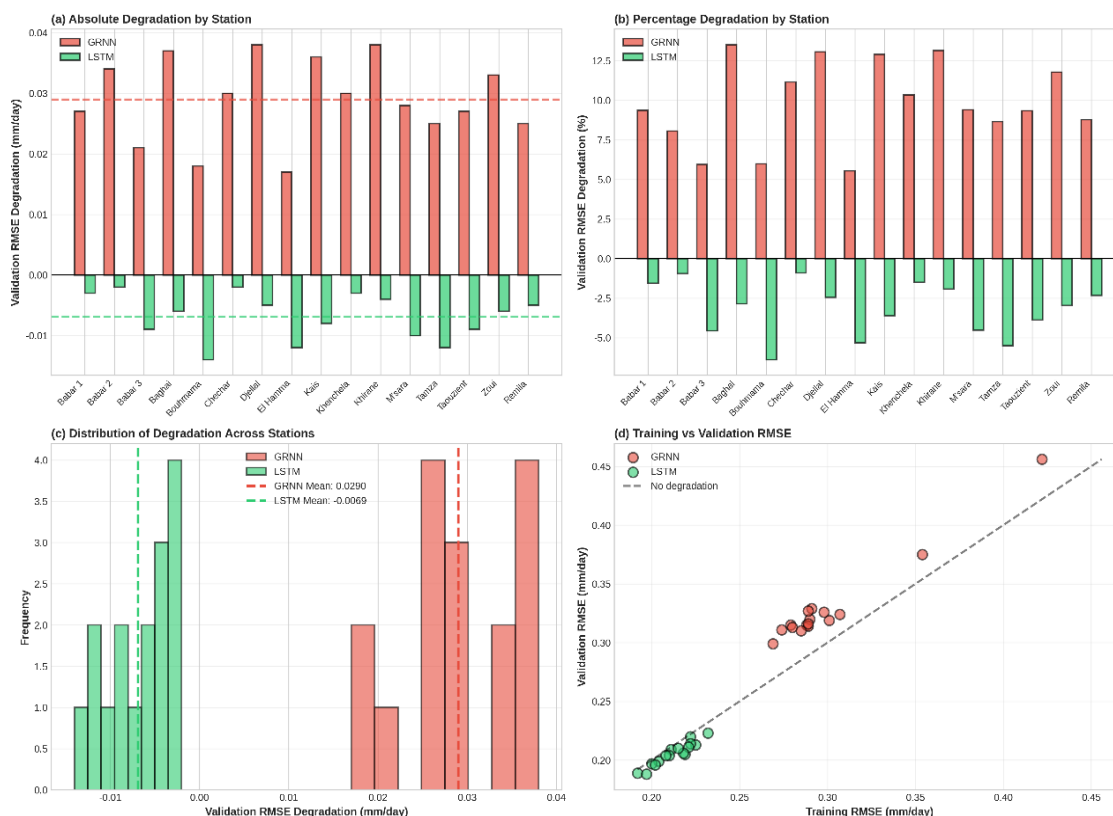 (a) Absolute Degradation by Station
GRNN
LSTM
Validation RMSE Degradation (mm/day)
0.04
0.03
0.02
0.01
0.00
-0.01
Babar 1
Babar 2
Babar 3
Baghai
Bouhmama
Chechar
Djellel
El Hamma
Kais
Khenchela
Khirane
M'sara
Tamza
Taouzient
Zoui
Remila
(b) Percentage Degradation by Station
GRNN
LSTM
Validation RMSE Degradation (%)
12.5
10.0
7.5
5.0
2.5
0.0
-2.5
-5.0
Babar 1
Babar 2
Babar 3
Baghai
Bouhmama
Chechar
Djellel
El Hamma
Kais
Khenchela
Khirane
M'sara
Tamza
Taouzient
Zoui
Remila
(c) Distribution of Degradation Across Stations
GRNN
LSTM
GRNN Mean: 0.0290
LSTM Mean: -0.0069
Frequency
4.0
3.5
3.0
2.5
2.0
1.5
1.0
0.5
0.0
-0.01
0.00
0.01
0.02
0.03
0.04
Validation RMSE Degradation (mm/day)
(d) Training vs Validation RMSE
GRNN
LSTM
No degradation
Validation RMSE (mm/day)
0.45
0.40
0.35
0.30
0.25
0.20
0.20
0.25
0.30
0.35
0.40
0.45
Training RMSE (mm/day)